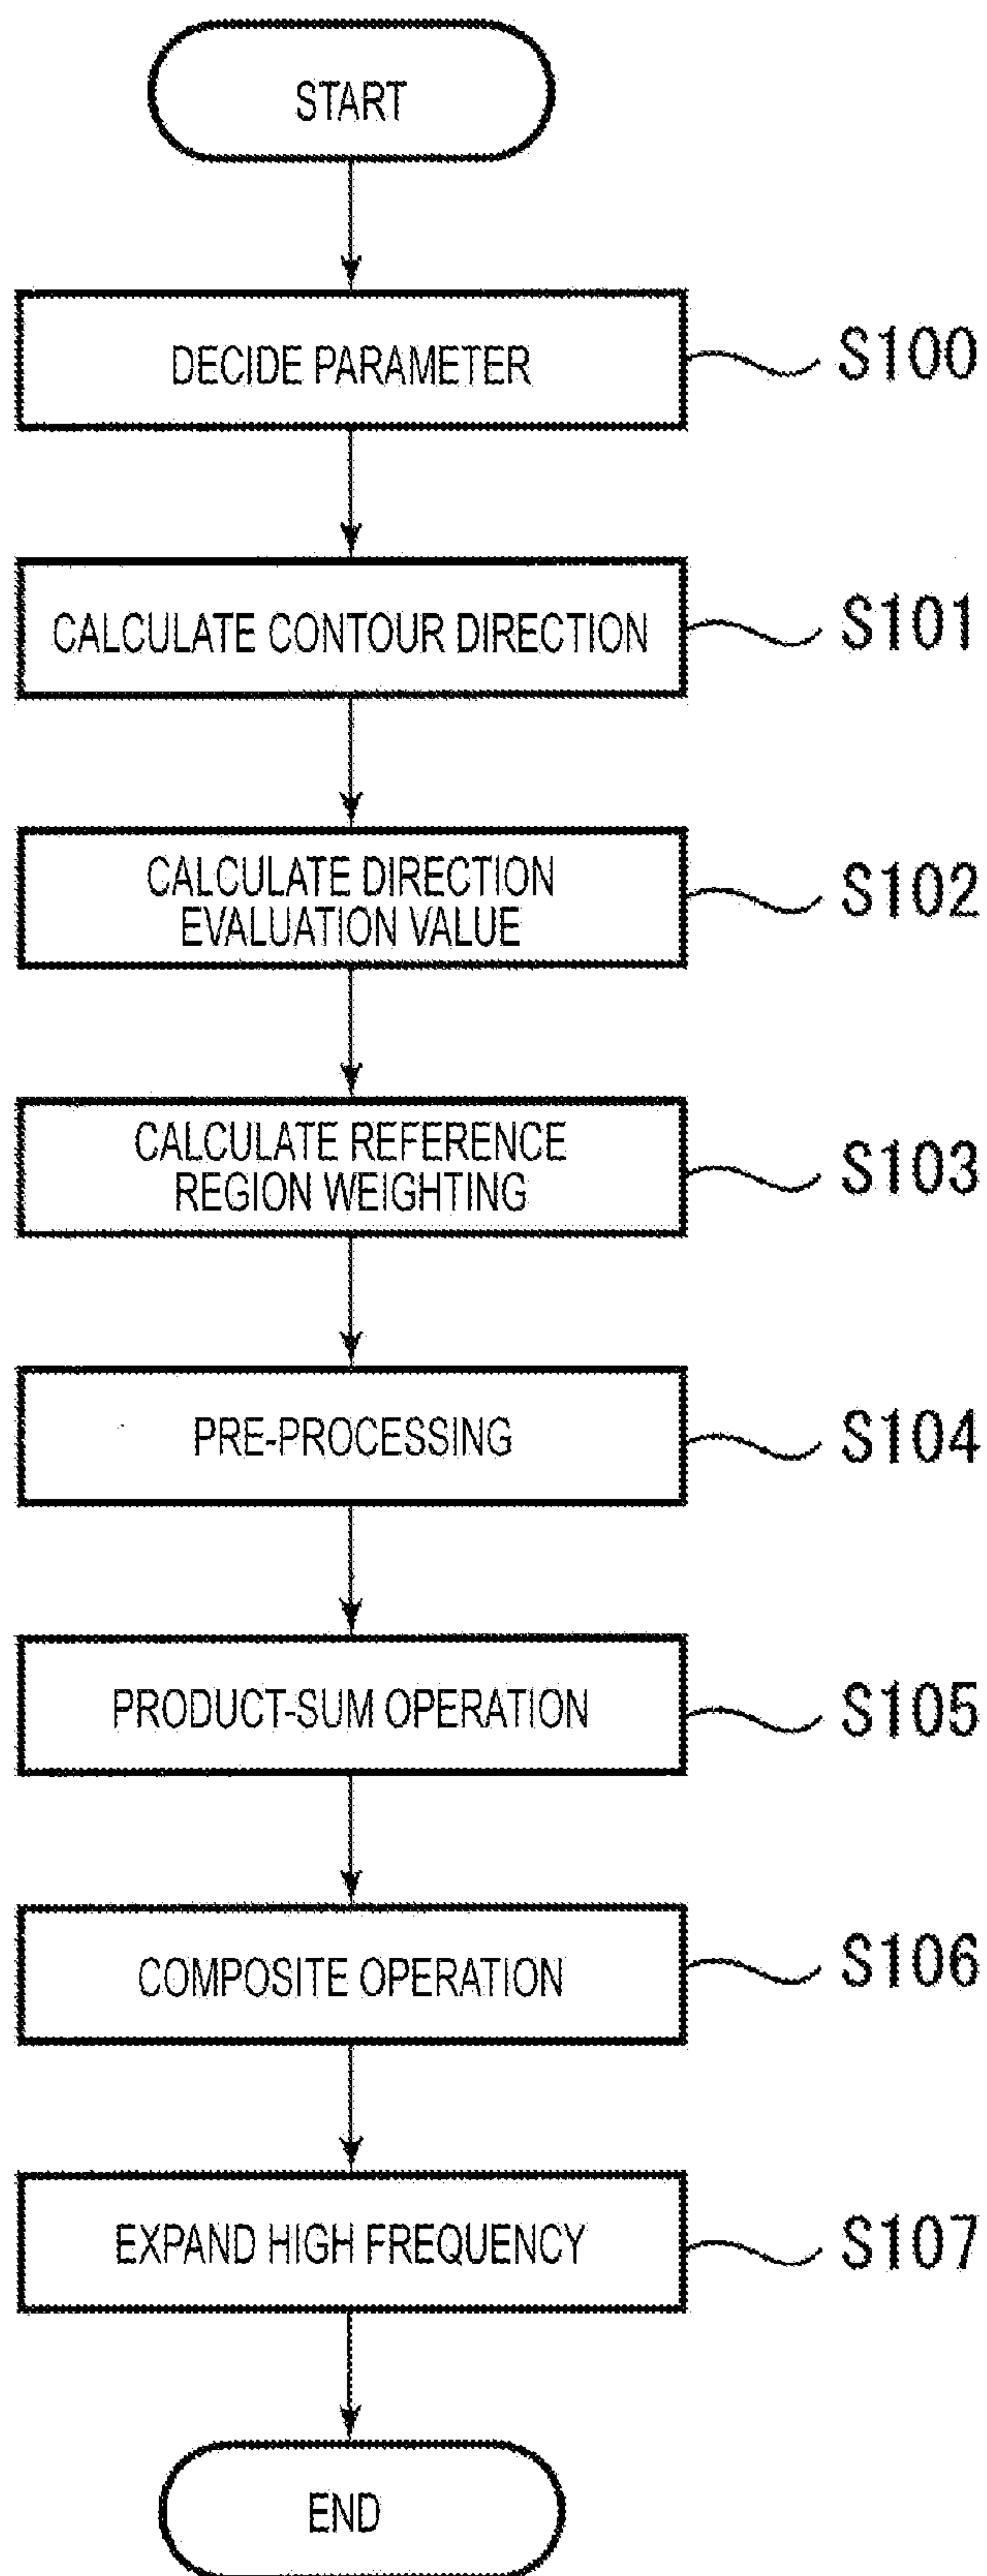 START
DECIDE PARAMETER
S100
CALCULATE CONTOUR DIRECTION
S101
CALCULATE DIRECTION
EVALUATION VALUE
S102
CALCULATE REFERENCE
REGION WEIGHTING
S103
PRE-PROCESSING
S104
PRODUCT-SUM OPERATION
S105
COMPOSITE OPERATION
S106
EXPAND HIGH FREQUENCY
S107
END